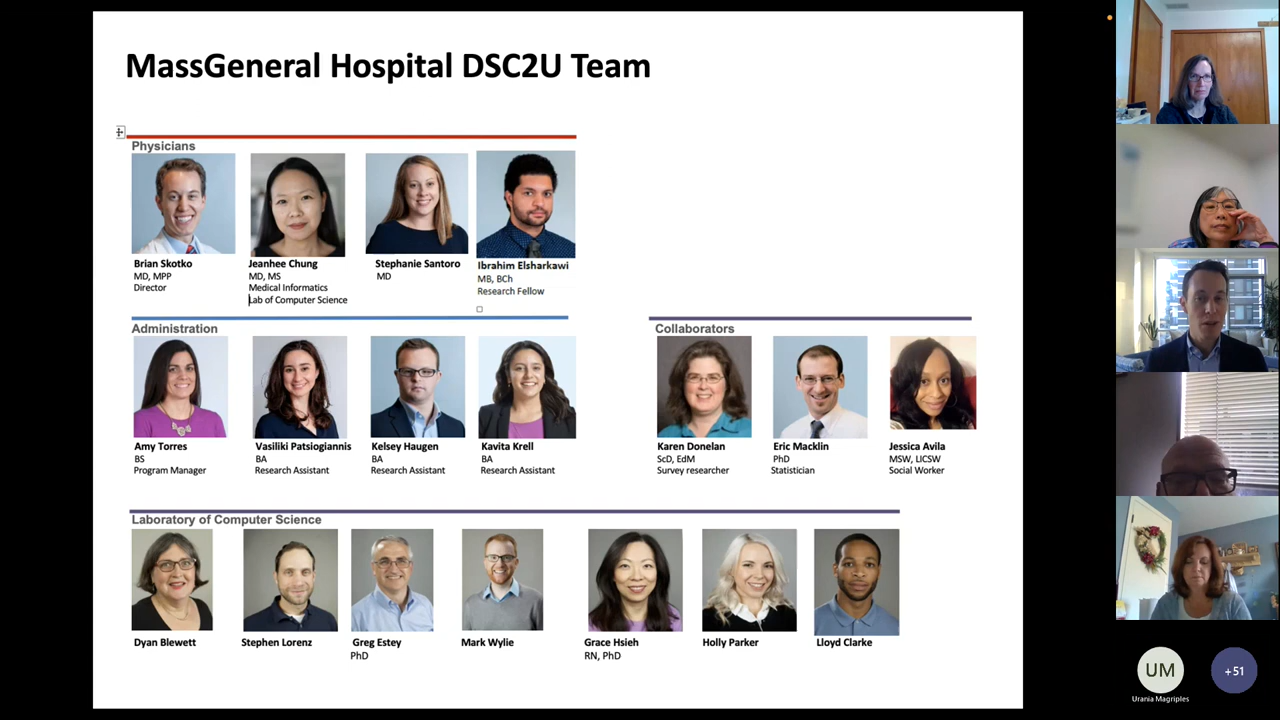 MassGeneral Hospital DSC2U Team
Physicians
Brian Skotko
MD, MPP
Director
Jeanhee Chung
MD, MS
Medical Informatics
Lab of Computer Science
Stephanie Santoro
MD
Ibrahim Elsharkawi
MB, BCh
Research Fellow
Administration
Amy Torres
BS
Program Manager
Vasiliki Patsiogiannis
BA
Research Assistant
Kelsey Haugen
BA
Research Assistant
Kavita Krell
BA
Research Assistant
Collaborators
Karen Donelan
ScD, EdM
Survey researcher
Eric Macklin
PhD
Statistician
Jessica Avila
MSW, LICSW
Social Worker
Laboratory of Computer Science
Dyan Blewett
Stephen Lorenz
Greg Estey
PhD
Mark Wylie
Grace Hsieh
RN, PhD
Holly Parker
Lloyd Clarke
UM
Urania Magriples
+51